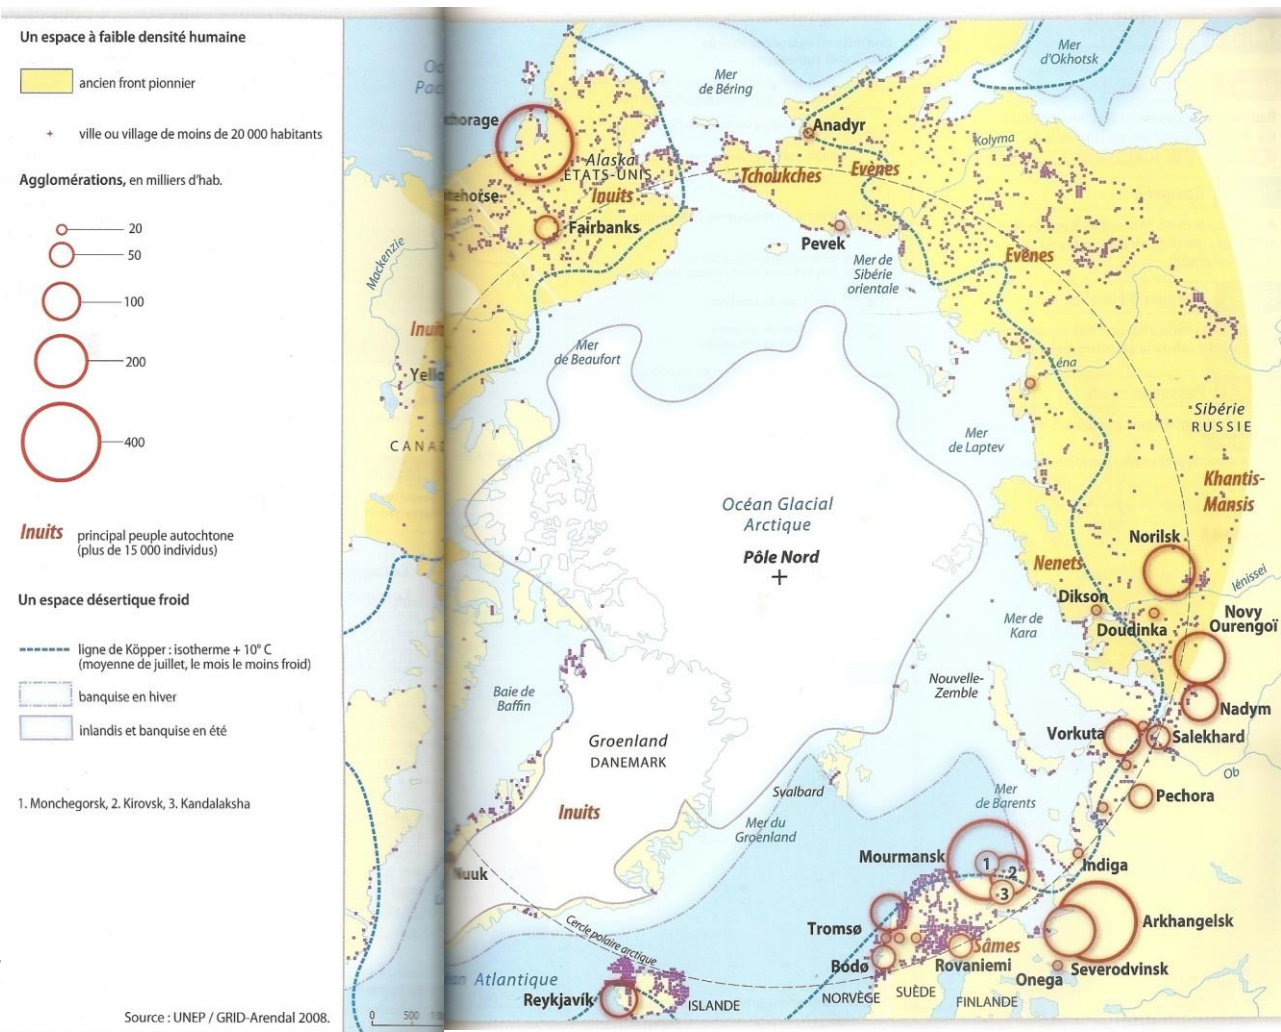 Un espace à faible densité humaine
ancien front pionnier
ville ou village de moins de 20 000 habitants
Agglomérations, en milliers d'hab.
20
50
100
200
400
Inuits principal peuple autochtone
(plus de 15 000 individus)
Un espace désertique froid
ligne de Köpper : isotherme + 10° C
(moyenne de juillet, le mois le moins froid)
banquise en hiver
inlandis et banquise en été
1. Monchegorsk, 2. Kirovsk, 3. Kandalaksha
Source : UNEP / GRID-Arendal 2008.
Mer
d'Okhotsk
Mer
de Béring
Anadyr
Kolyma
Alaska
ÉTATS-UNIS
Inuits
Tchoukches
Evènes
Fairbanks
Pevek
Mer de
Sibérie
orientale
Evènes
Mackenzie
Mer
de Beaufort
Léna
Sibérie
RUSSIE
Mer
de Laptev
Khantis-
Mansis
Océan Glacial
Arctique
Pôle Nord
Norilsk
Nenets
Iénisseï
Dikson
Doudinka
Novy
Ourengoï
Mer de
Kara
Nouvelle-
Zemble
Baie de
Baffin
Nadym
Vorkuta
Salekhard
Groenland
DANEMARK
Ob
Svalbard
Mer
de Barents
Pechora
Inuits
Mer du
Groenland
Mourmansk
1
2
3
Indiga
Nuuk
Cercle polaire arctique
Tromsø
Arkhangelsk
Sâmes
Bodø
Rovaniemi
Severodvinsk
Onega
Atlantique
Reykjavík
ISLANDE
NORVÈGE
SUÈDE
FINLANDE
0 500